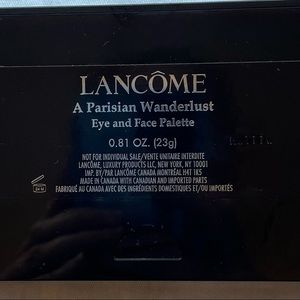 LANCÔME
A Parisian Wanderlust
Eye and Face Palette
0.81 OZ. (23g)
NOT FOR INDIVIDUAL SALE/VENTE UNITAIRE INTERDITE
LANCÔME, LUXURY PRODUCTS LLC, NEW YORK, NY 10001
IMP. BY/PAR LANCÔME CANADA MONTRÉAL H4T 1K5
MADE IN CANADA WITH CANADIAN AND IMPORTED PARTS
FABRIQUÉ AU CANADA AVEC DES INGRÉDIENTS DOMESTIQUES ET/OU IMPORTÉS